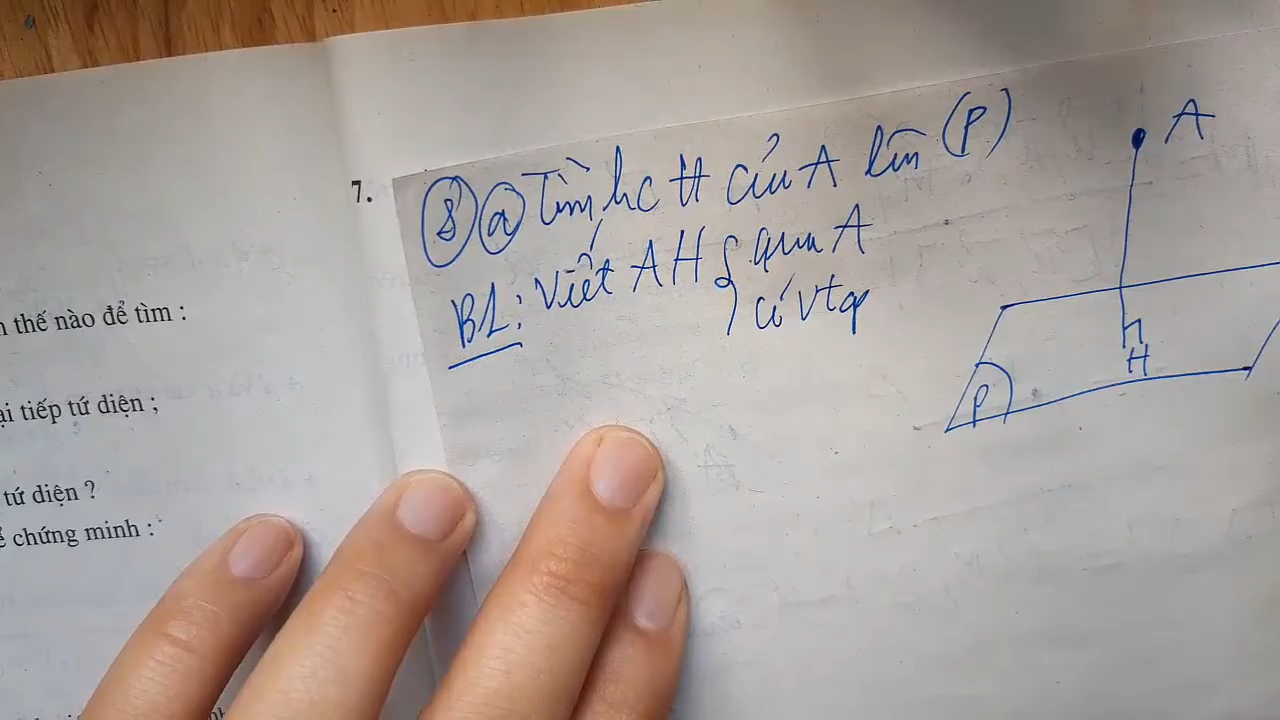 7.
thế nào để tìm :
ại tiếp tứ diện ;
tứ diện ?
chứng minh :
8 a Tìm hc H của A lên (P)
B1: Viết AH { qua A
có vtcp
A
H
P